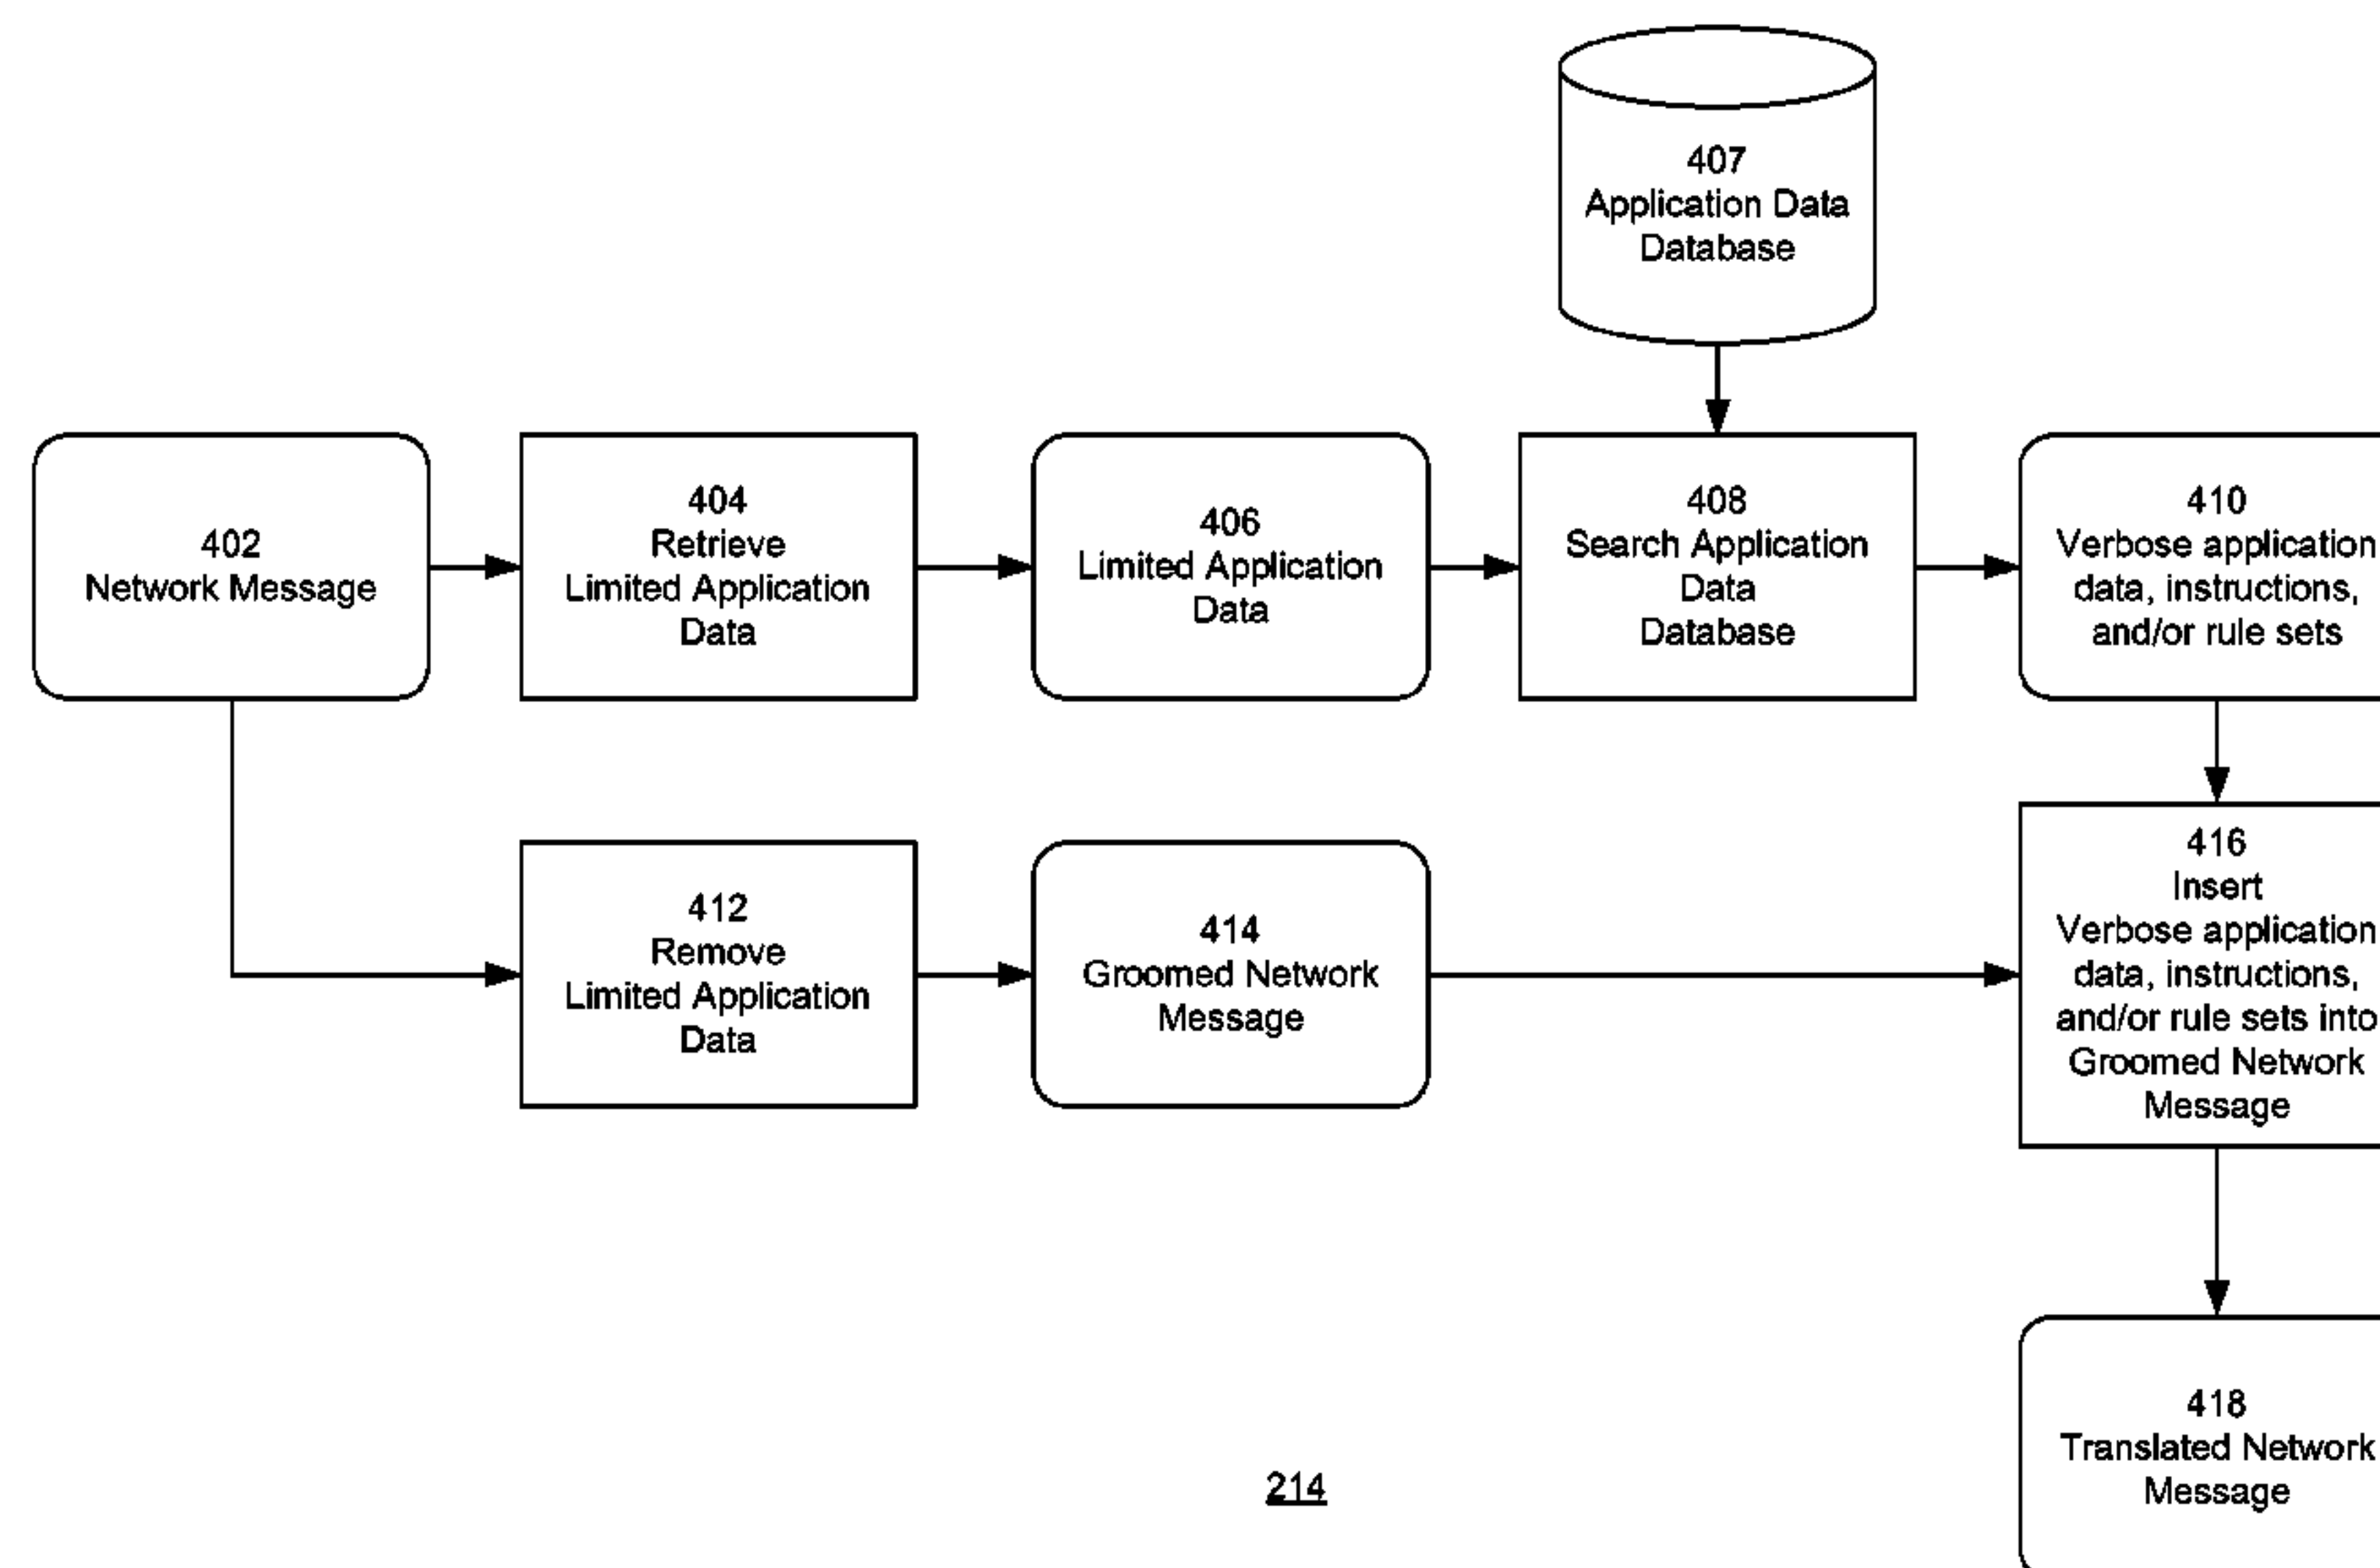 407
Application Data
Database
402
Network Message
404
Retrieve
Limited Application
Data
406
Limited Application
Data
408
Search Application
Data
Database
410
Verbose application
data, instructions,
and/or rule sets
412
Remove
Limited Application
Data
414
Groomed Network
Message
416
Insert
Verbose application
data, instructions,
and/or rule sets into
Groomed Network
Message
418
Translated Network
Message
214